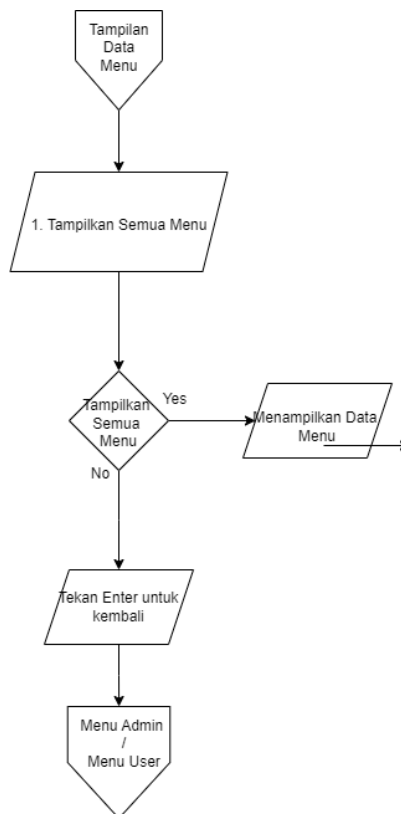 Tampilan
Data
Menu
1. Tampilkan Semua Menu
Tampilkan
Semua
Menu
Yes
Menampilkan Data
Menu
No
Tekan Enter untuk
kembali
Menu Admin
/
Menu User